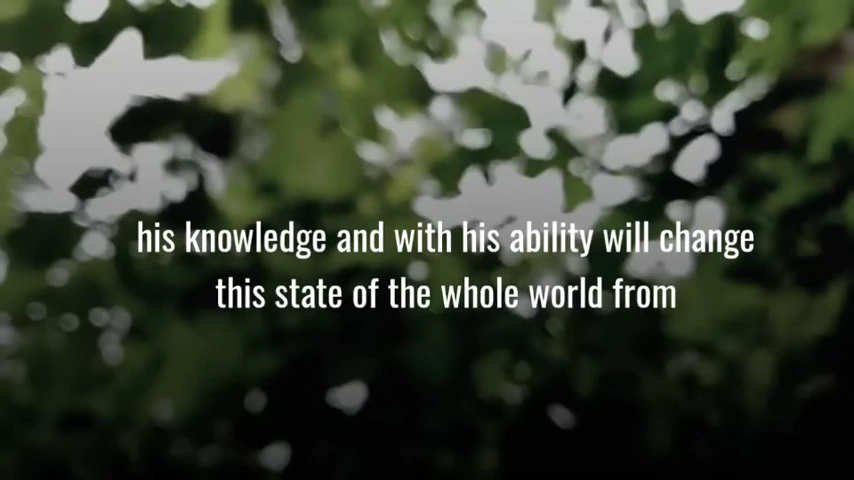 his knowledge and with his ability will change
this state of the whole world from